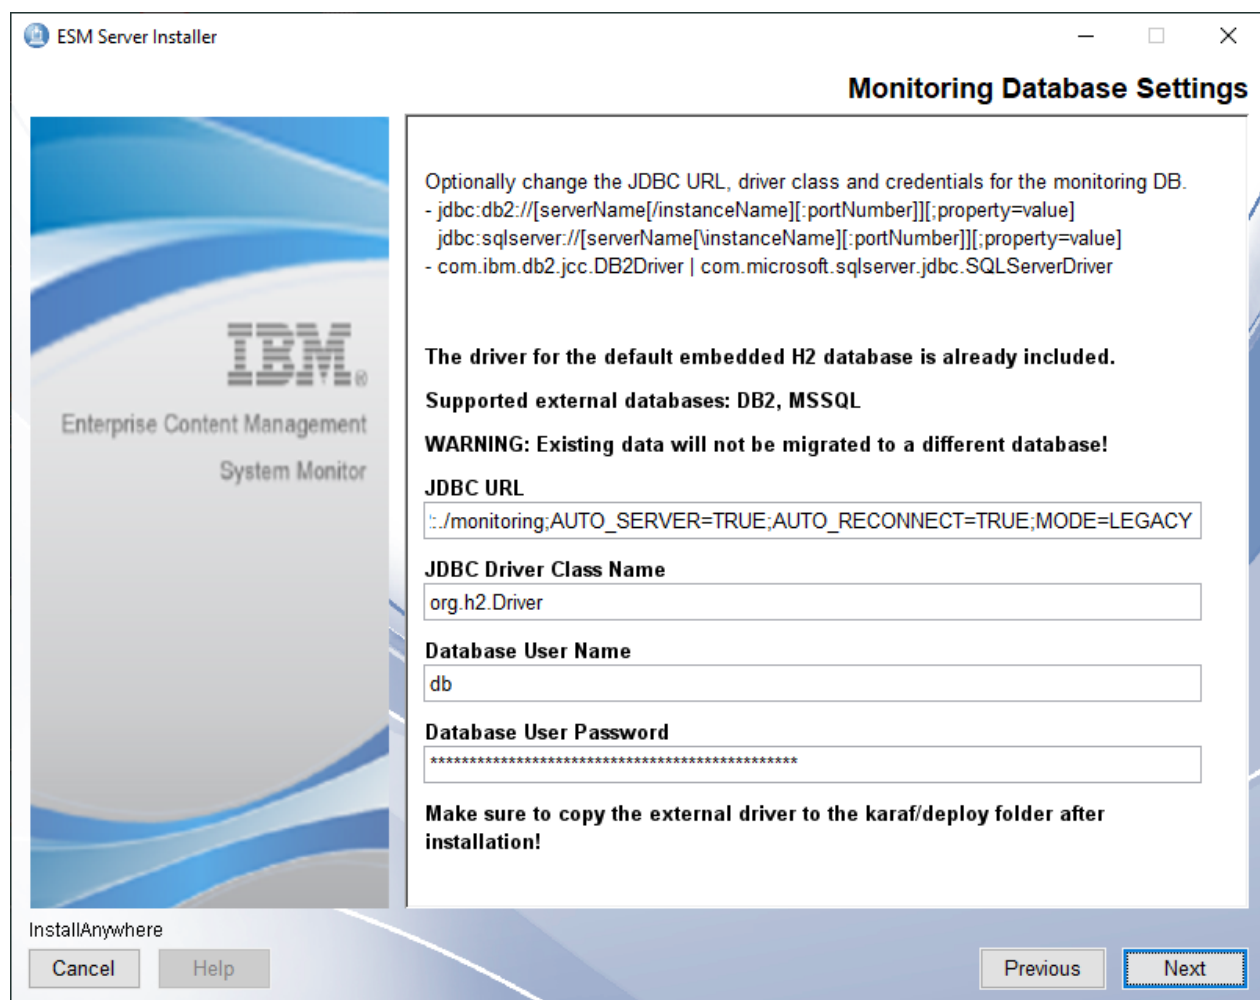 ESM Server Installer
Monitoring Database Settings
Optionally change the JDBC URL, driver class and credentials for the monitoring DB.
- jdbc:db2://[serverName[/instanceName][:portNumber]][;property=value]
jdbc:sqlserver://[serverName[\instanceName][:portNumber]][;property=value]
- com.ibm.db2.jcc.DB2Driver | com.microsoft.sqlserver.jdbc.SQLServerDriver
IBM®
Enterprise Content Management
System Monitor
The driver for the default embedded H2 database is already included.
Supported external databases: DB2, MSSQL
WARNING: Existing data will not be migrated to a different database!
JDBC URL
:./monitoring;AUTO_SERVER=TRUE;AUTO_RECONNECT=TRUE;MODE=LEGACY
JDBC Driver Class Name
org.h2.Driver
Database User Name
db
Database User Password
***********************************************
Make sure to copy the external driver to the karaf/deploy folder after
installation!
InstallAnywhere
Cancel
Help
Previous
Next